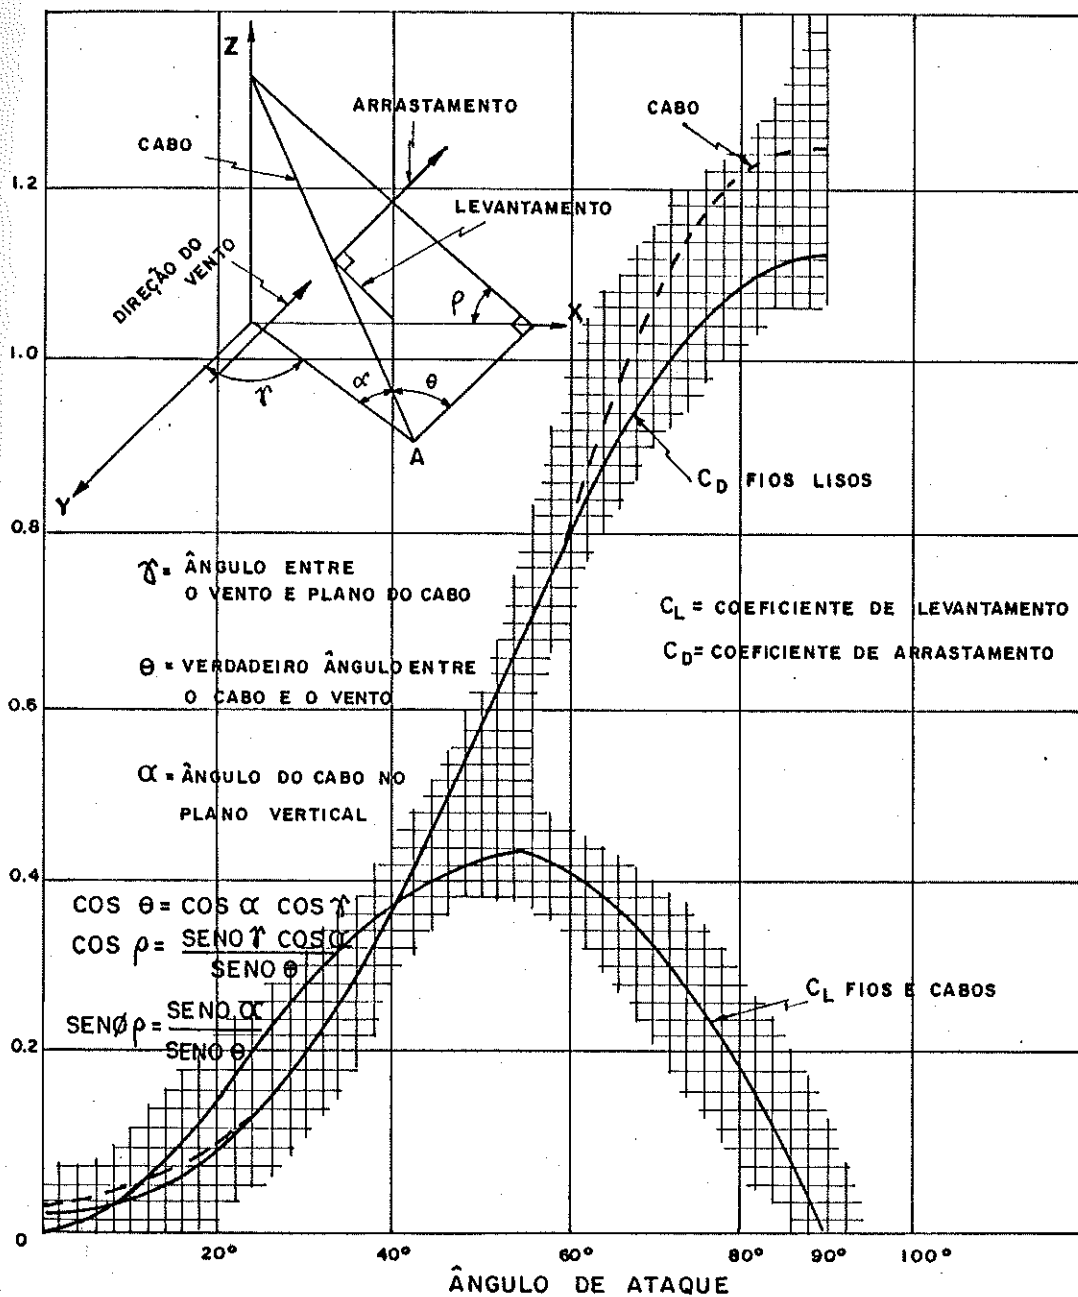 Z
ARRASTAMENTO
CABO
CABO
1.2
LEVANTAMENTO
DIREÇÃO DO
VENTO
ρ
X
1.0
α
θ
γ
A
Y
C_D FIOS LISOS
0.8
γ = ÂNGULO ENTRE
O VENTO E PLANO DO CABO
C_L = COEFICIENTE DE LEVANTAMENTO
C_D = COEFICIENTE DE ARRASTAMENTO
θ = VERDADEIRO ÂNGULO ENTRE
O CABO E O VENTO
0.6
α = ÂNGULO DO CABO NO
PLANO VERTICAL
0.4
COS θ = COS α COS γ
COS ρ = SENO γ COS α
SENO θ
C_L FIOS E CABOS
SENØ ρ = SENO α
SENO θ
0.2
0
20° 40° 60° 80° 90° 100°
ÂNGULO DE ATAQUE